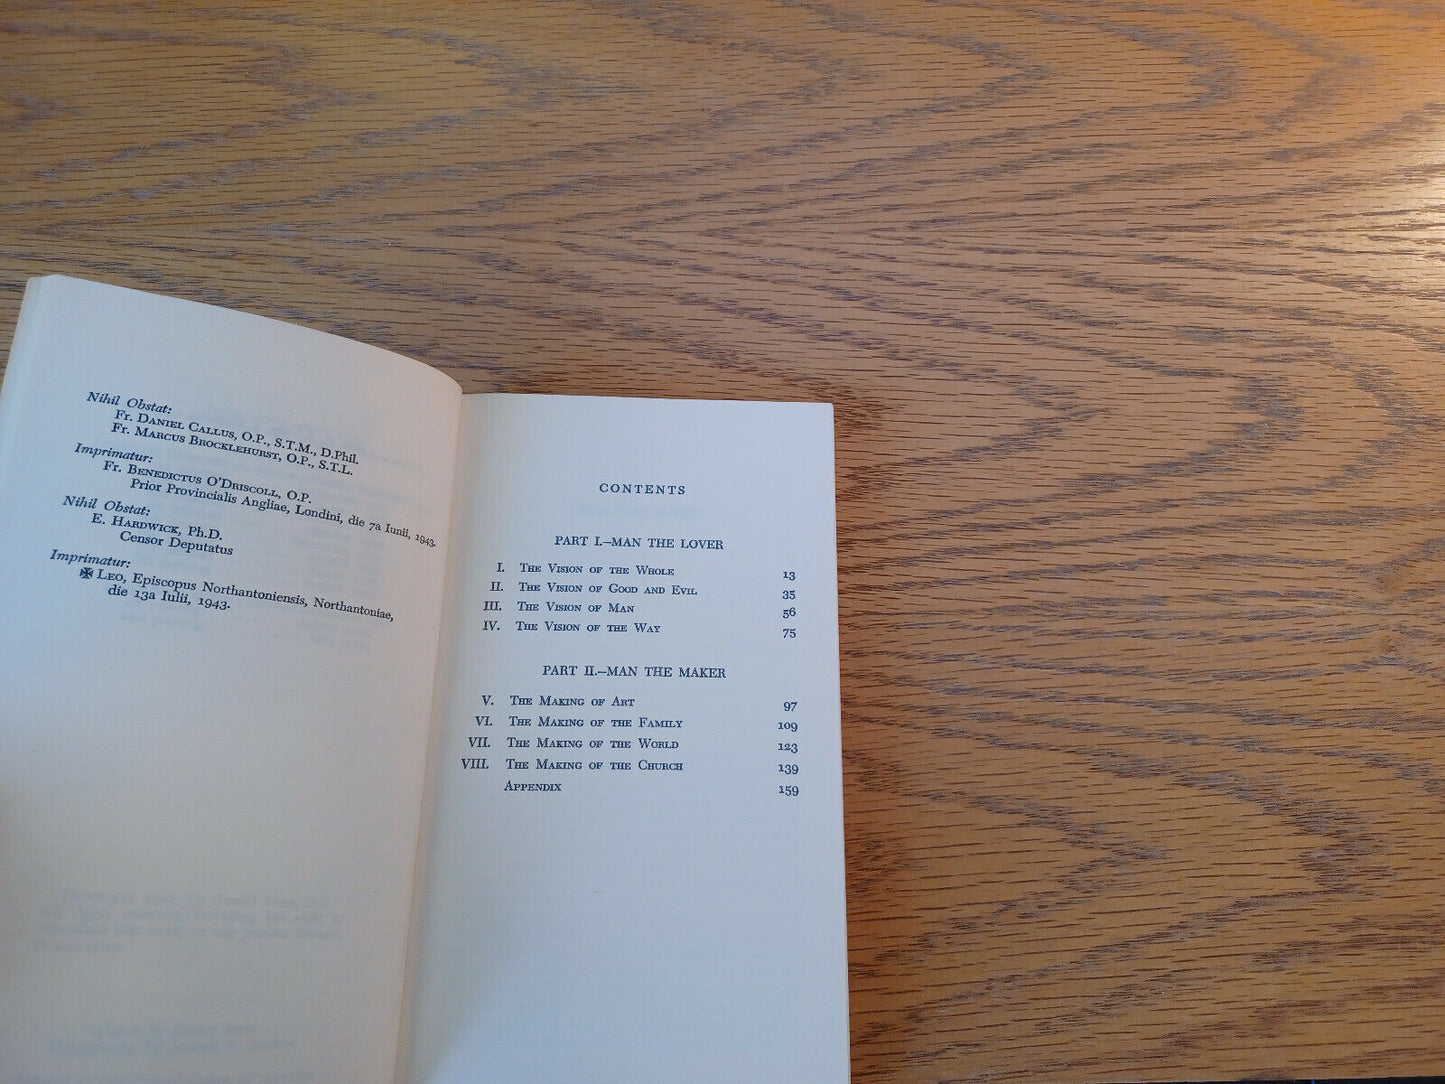 Nihil Obstat:
Fr. Daniel Callus, O.P., S.T.M., D.Phil.
Fr. Marcus Brocklehurst, O.P., S.T.L.
Imprimatur:
Fr. Benedictus O'Driscoll, O.P.
Prior Provincialis Angliae, Londini, die 7a Iunii, 1943.
Nihil Obstat:
E. Hardwick, Ph.D.
Censor Deputatus
Imprimatur:
✠ Leo, Episcopus Northantoniensis, Northantoniae,
die 13a Iulii, 1943.
CONTENTS
PART I.—MAN THE LOVER
I. The Vision of the Whole 13
II. The Vision of Good and Evil 35
III. The Vision of Man 56
IV. The Vision of the Way 75
PART II.—MAN THE MAKER
V. The Making of Art 97
VI. The Making of the Family 109
VII. The Making of the World 123
VIII. The Making of the Church 139
Appendix 159